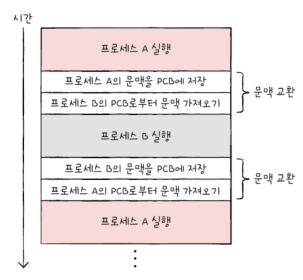 시간
프로세스 A 실행
프로세스 A의 문맥을 PCB에 저장
프로세스 B의 PCB로부터 문맥 가져오기
문맥 교환
프로세스 B 실행
프로세스 B의 문맥을 PCB에 저장
프로세스 A의 PCB로부터 문맥 가져오기
문맥 교환
프로세스 A 실행